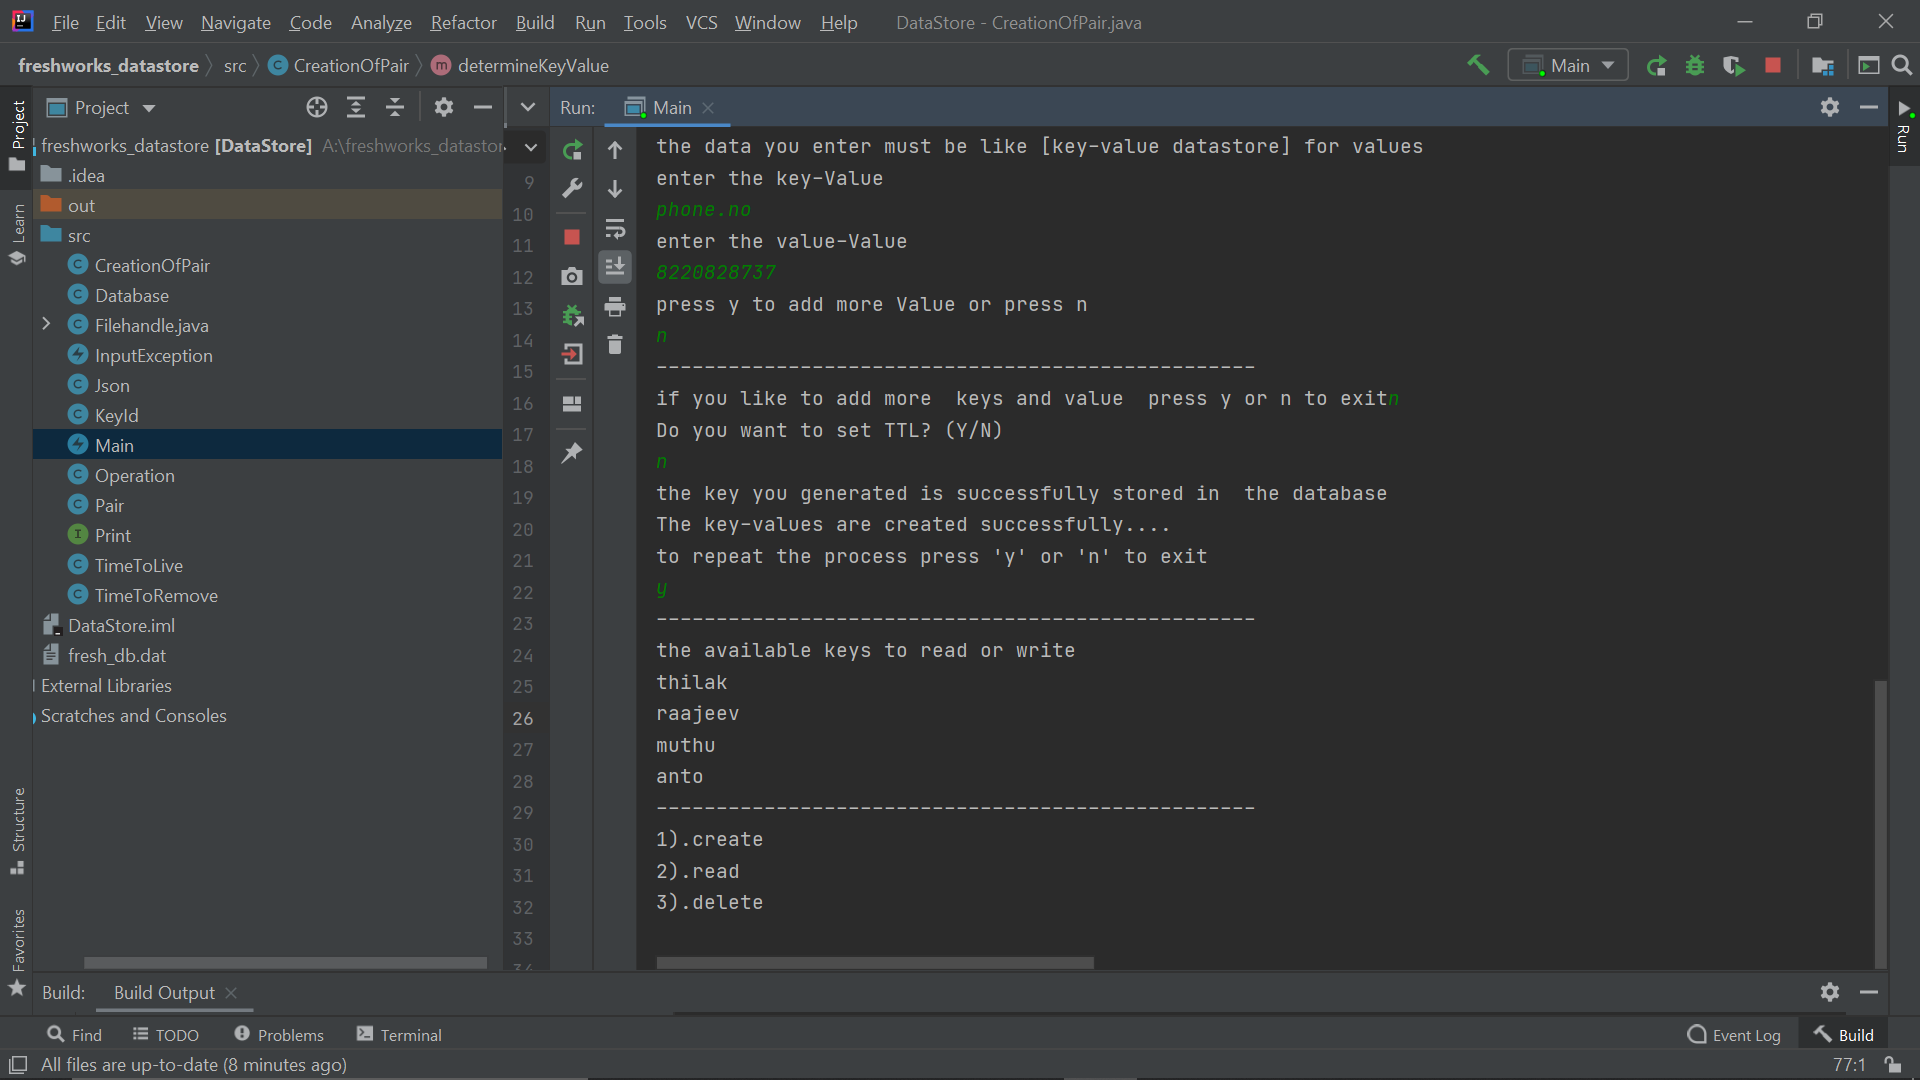 File Edit View Navigate Code Analyze Refactor Build Run Tools VCS Window Help DataStore - CreationOfPair.java
freshworks_datastore src CreationOfPair determineKeyValue Main
Project
Run: Main
Project
Learn
Structure
Favorites
Run
freshworks_datastore [DataStore]
.idea
out
src
CreationOfPair
Database
Filehandle.java
InputException
Json
KeyId
Main
Operation
Pair
Print
TimeToLive
TimeToRemove
DataStore.iml
fresh_db.dat
External Libraries
Scratches and Consoles
9
10
11
12
13
14
15
16
17
18
19
20
21
22
23
24
25
26
27
28
29
30
31
32
33
the data you enter must be like [key-value datastore] for values
enter the key-Value
phone.no
enter the value-Value
8220828737
press y to add more Value or press n
n
--------------------------------------------------
if you like to add more  keys and value  press y or n to exitn
Do you want to set TTL? (Y/N)
n
the key you generated is successfully stored in  the database
The key-values are created successfully....
to repeat the process press 'y' or 'n' to exit
y
--------------------------------------------------
the available keys to read or write
thilak
raajeev
muthu
anto
--------------------------------------------------
1).create
2).read
3).delete
Build: Build Output
Find TODO Problems Terminal Event Log Build
All files are up-to-date (8 minutes ago) 77:1